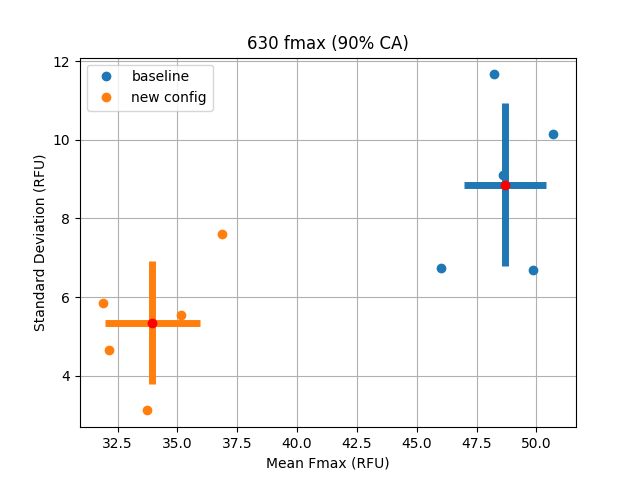 630 fmax (90% CA)
baseline
new config
12
10
8
6
4
Standard Deviation (RFU)
32.5 35.0 37.5 40.0 42.5 45.0 47.5 50.0
Mean Fmax (RFU)